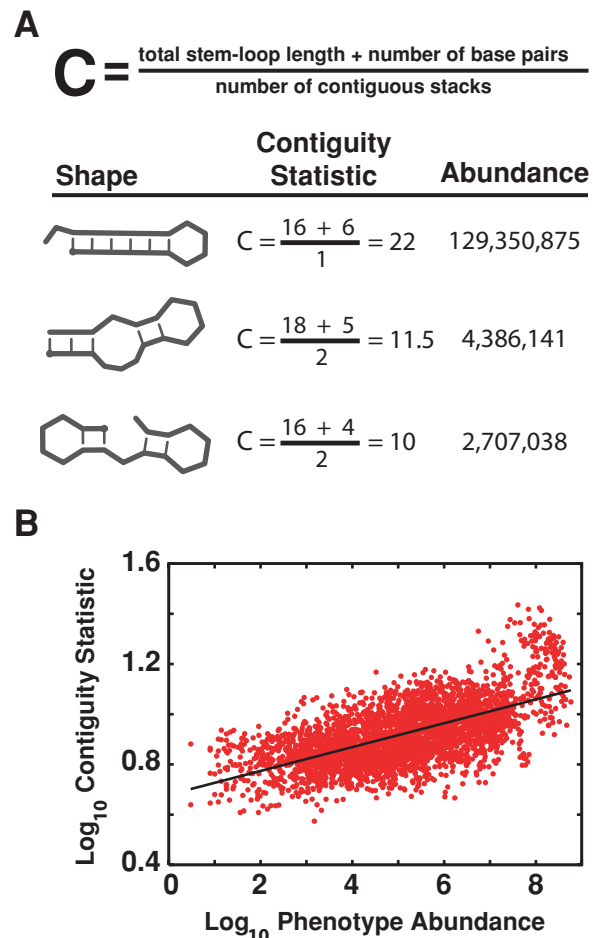 A
C = total stem-loop length + number of base pairs
number of contiguous stacks
Shape
Contiguity
Statistic
Abundance
C = 16 + 6 / 1 = 22
129,350,875
C = 18 + 5 / 2 = 11.5
4,386,141
C = 16 + 4 / 2 = 10
2,707,038
B
Log10 Contiguity Statistic
1.6
1.2
0.8
0.4
0 2 4 6 8
Log10 Phenotype Abundance